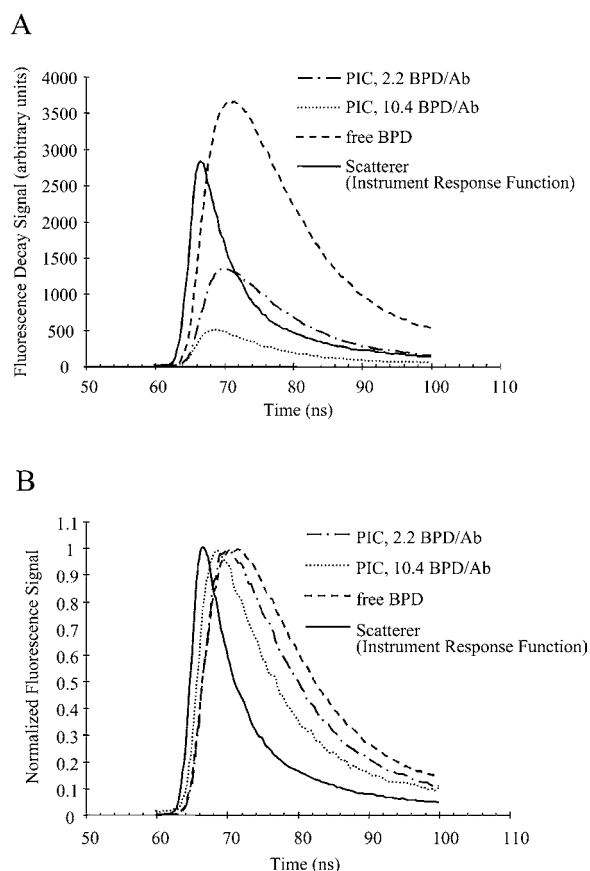 A
Fluorescence Decay Signal (arbitrary units)
4000
3500
3000
2500
2000
1500
1000
500
0
50
60
70
80
90
100
110
Time (ns)
PIC, 2.2 BPD/Ab
PIC, 10.4 BPD/Ab
free BPD
Scatterer
(Instrument Response Function)
B
Normalized Fluorescence Signal
1.1
1
0.9
0.8
0.7
0.6
0.5
0.4
0.3
0.2
0.1
0
50
60
70
80
90
100
110
Time (ns)
PIC, 2.2 BPD/Ab
PIC, 10.4 BPD/Ab
free BPD
Scatterer
(Instrument Response Function)